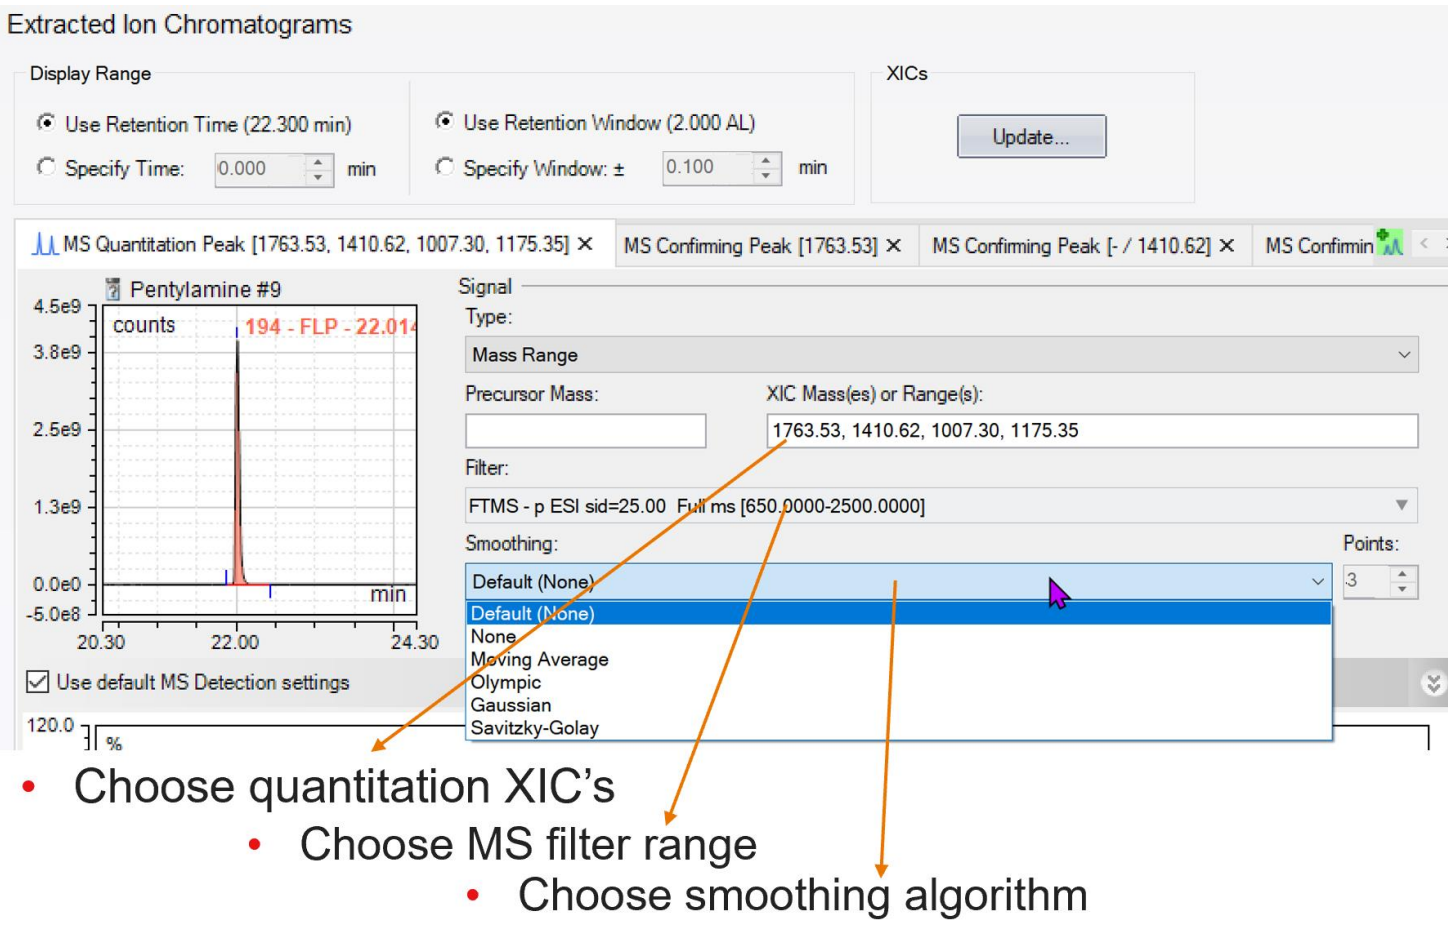 Extracted Ion Chromatograms
Display Range
XICs
Use Retention Time (22.300 min)
Use Retention Window (2.000 AL)
Update...
Specify Time:
0.000
min
Specify Window: ±
0.100
min
MS Quantitation Peak [1763.53, 1410.62, 1007.30, 1175.35]
MS Confirming Peak [1763.53]
MS Confirming Peak [- / 1410.62]
MS Confirmin
Pentylamine #9
4.5e9
counts
194 - FLP - 22.014
3.8e9
2.5e9
1.3e9
0.0e0
min
-5.0e8
20.30
22.00
24.30
Signal
Type:
Mass Range
Precursor Mass:
XIC Mass(es) or Range(s):
1763.53, 1410.62, 1007.30, 1175.35
Filter:
FTMS - p ESI sid=25.00 Full ms [650.0000-2500.0000]
Smoothing:
Points:
Default (None)
3
Default (None)
None
Moving Average
Olympic
Gaussian
Savitzky-Golay
Use default MS Detection settings
120.0
%
• Choose quantitation XIC’s
• Choose MS filter range
• Choose smoothing algorithm